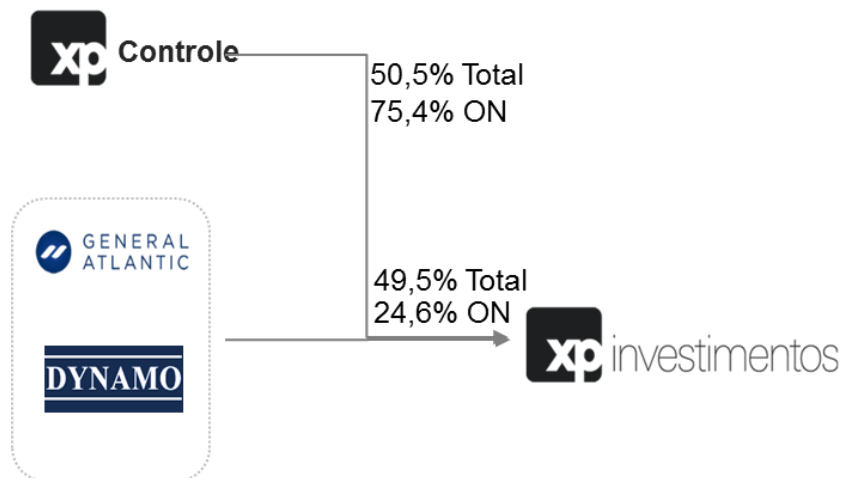 xp Controle
50,5% Total
75,4% ON
GENERAL
ATLANTIC
49,5% Total
24,6% ON
DYNAMO
xp investimentos